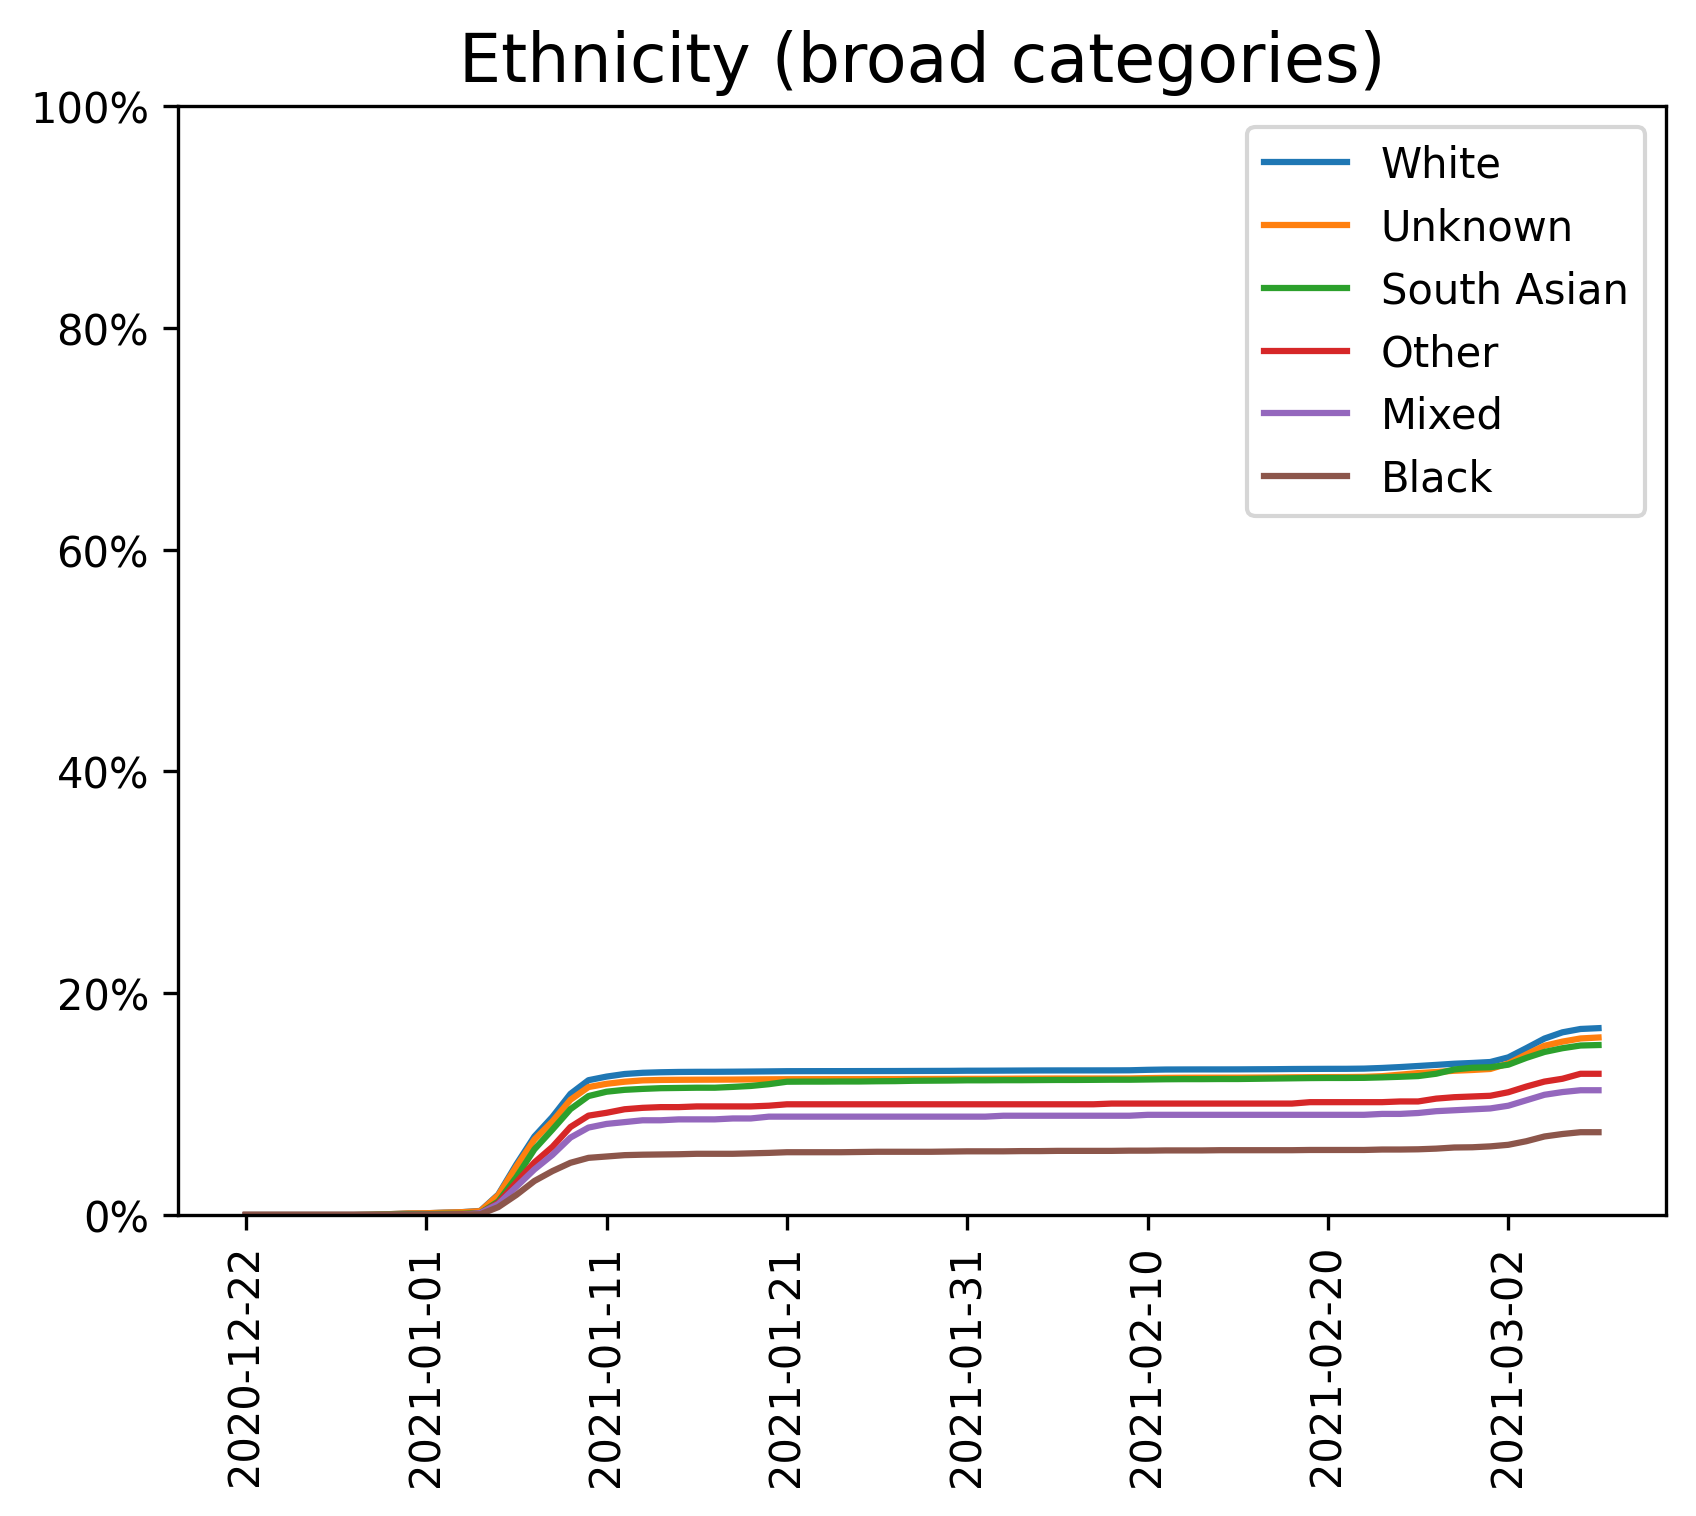 Ethnicity (broad categories)
100%
80%
60%
40%
20%
0%
White
Unknown
South Asian
Other
Mixed
Black
2020-12-22
2021-01-01
2021-01-11
2021-01-21
2021-01-31
2021-02-10
2021-02-20
2021-03-02